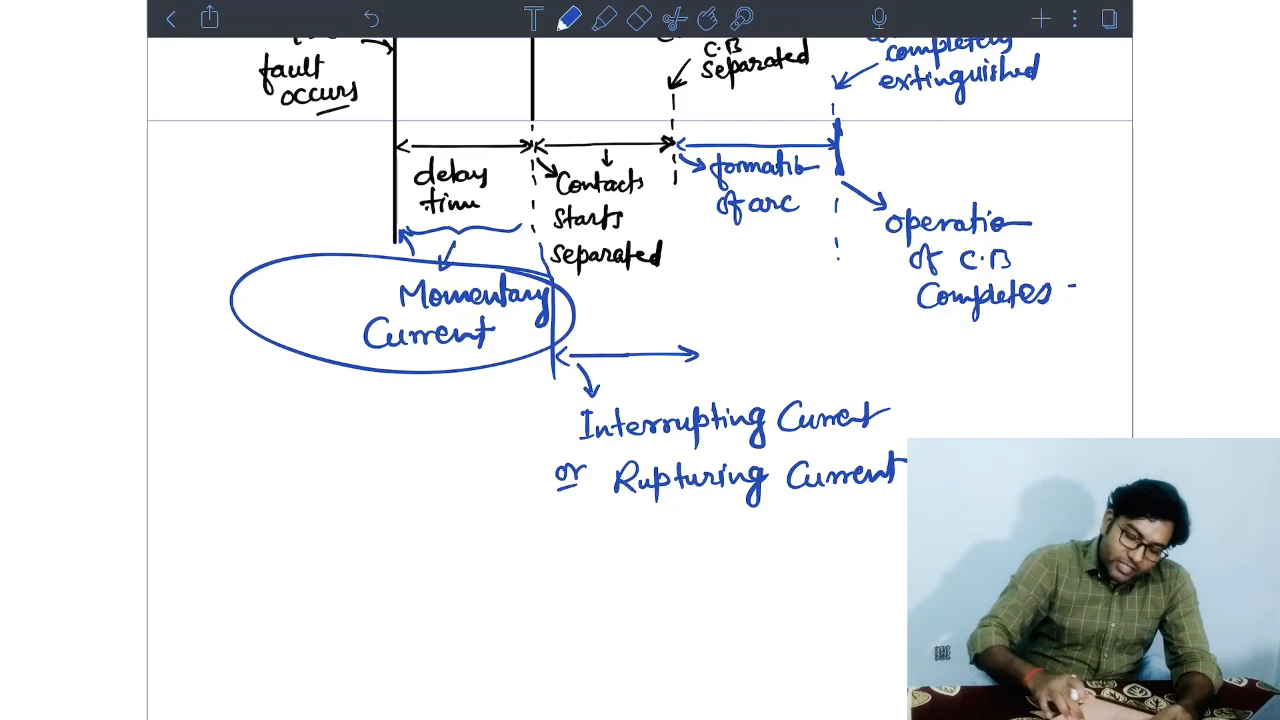 fault
occurs
C.B
separated
completely
extinguished
delay
time
Contacts
starts
separated
formation
of arc
operation
of C.B
Completes
Momentary
Current
Interrupting Current
or Rupturing Current